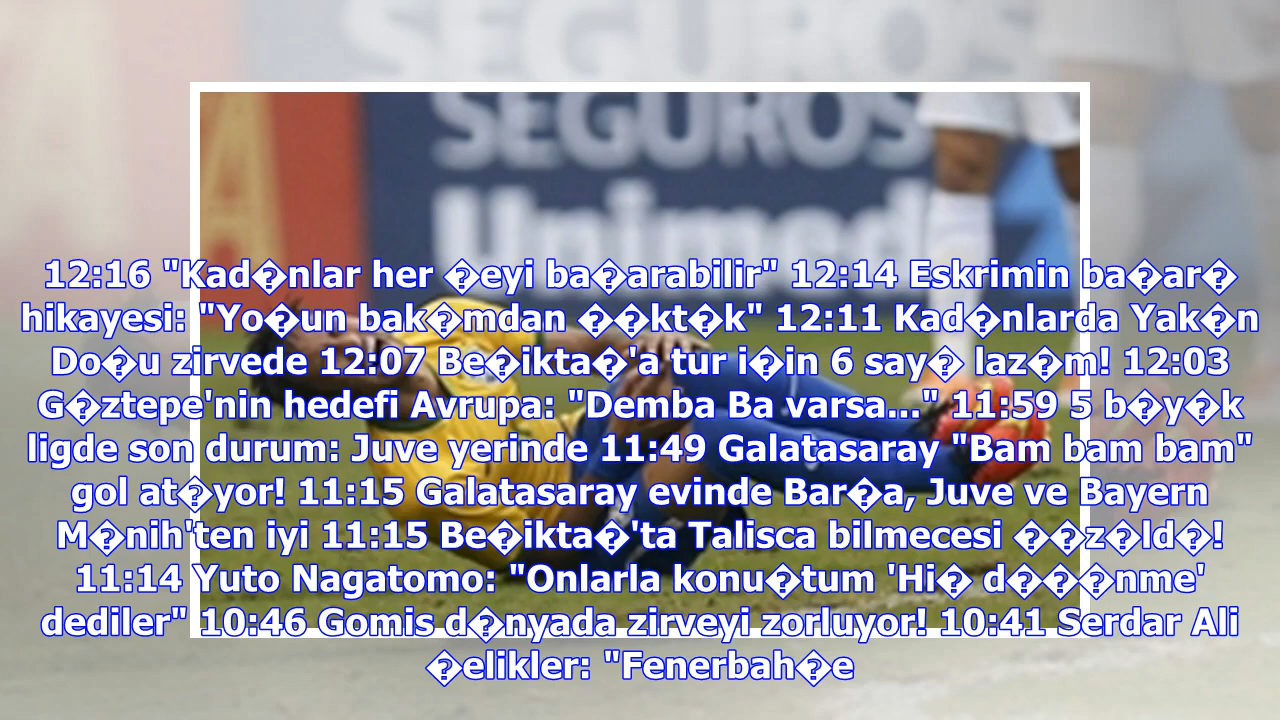 SEGUROS
SEGUROS
Unimed
12:16 "Kad�nlar her �eyi ba�arabilir" 12:14 Eskrimin ba�ar�
hikayesi: "Yo�un bak�mdan ��kt�k" 12:11 Kad�nlarda Yak�n
Do�u zirvede 12:07 Be�ikta�'a tur i�in 6 say� laz�m! 12:03
G�ztepe'nin hedefi Avrupa: "Demba Ba varsa..." 11:59 5 b�y�k
ligde son durum: Juve yerinde 11:49 Galatasaray "Bam bam bam"
gol at�yor! 11:15 Galatasaray evinde Bar�a, Juve ve Bayern
M�nih'ten iyi 11:15 Be�ikta�'ta Talisca bilmecesi ��z�ld�!
11:14 Yuto Nagatomo: "Onlarla konu�tum 'Hi� d���nme'
dediler" 10:46 Gomis d�nyada zirveyi zorluyor! 10:41 Serdar Ali
�elikler: "Fenerbah�e